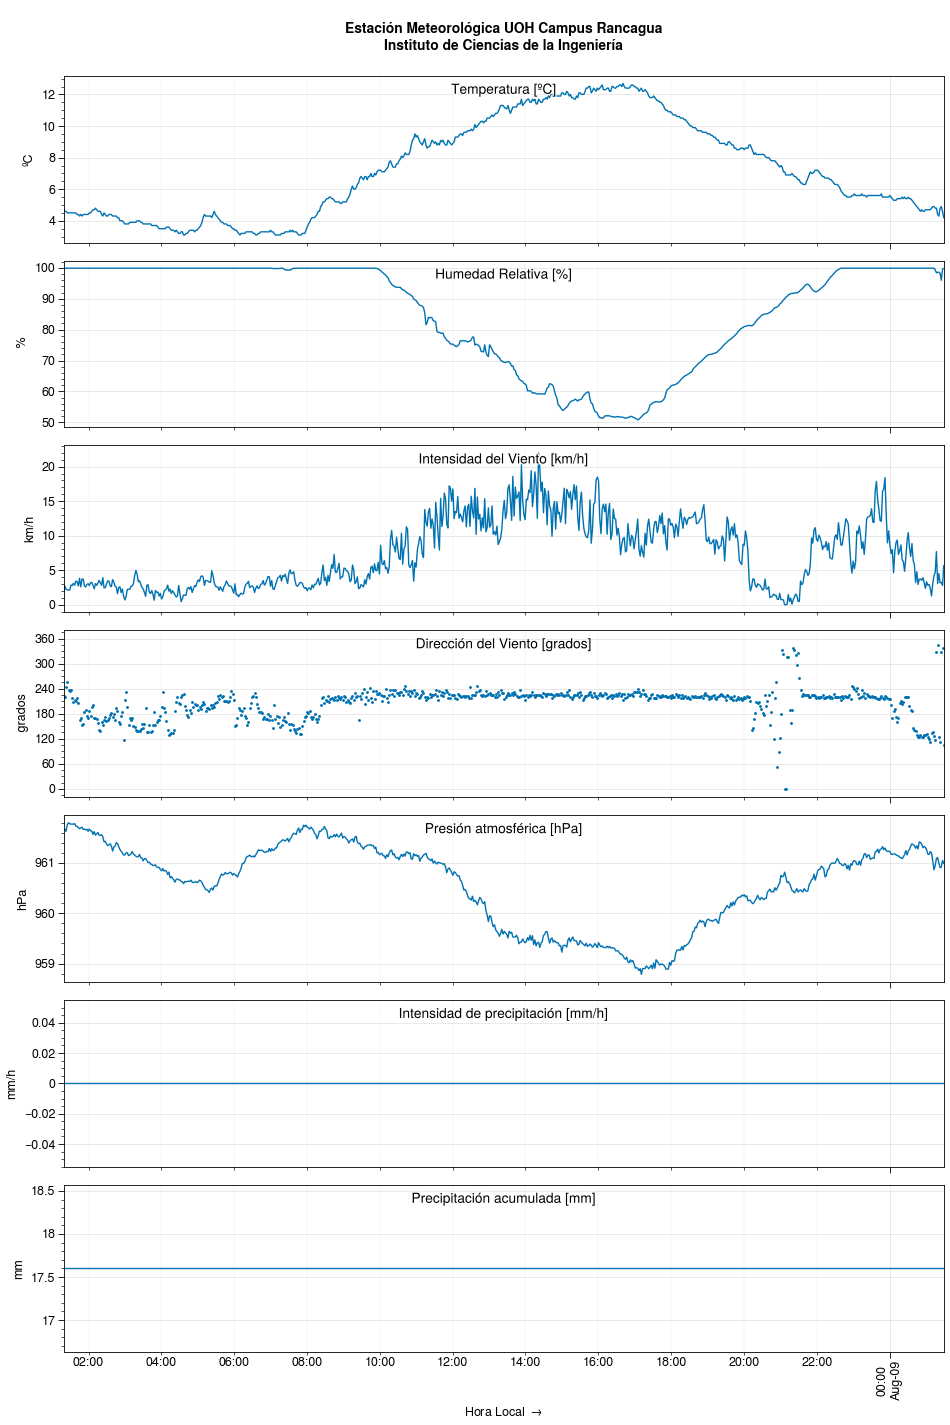 Estación Meteorológica UOH Campus Rancagua
Instituto de Ciencias de la Ingeniería
Temperatura [ºC]
ºC
12
10
8
6
4
Humedad Relativa [%]
%
100
90
80
70
60
50
Intensidad del Viento [km/h]
km/h
20
15
10
5
0
Dirección del Viento [grados]
grados
360
300
240
180
120
60
0
Presión atmosférica [hPa]
hPa
961
960
959
Intensidad de precipitación [mm/h]
mm/h
0.04
0.02
0
−0.02
−0.04
Precipitación acumulada [mm]
mm
18.5
18
17.5
17
02:00 04:00 06:00 08:00 10:00 12:00 14:00 16:00 18:00 20:00 22:00
00:00
Aug-09
Hora Local →